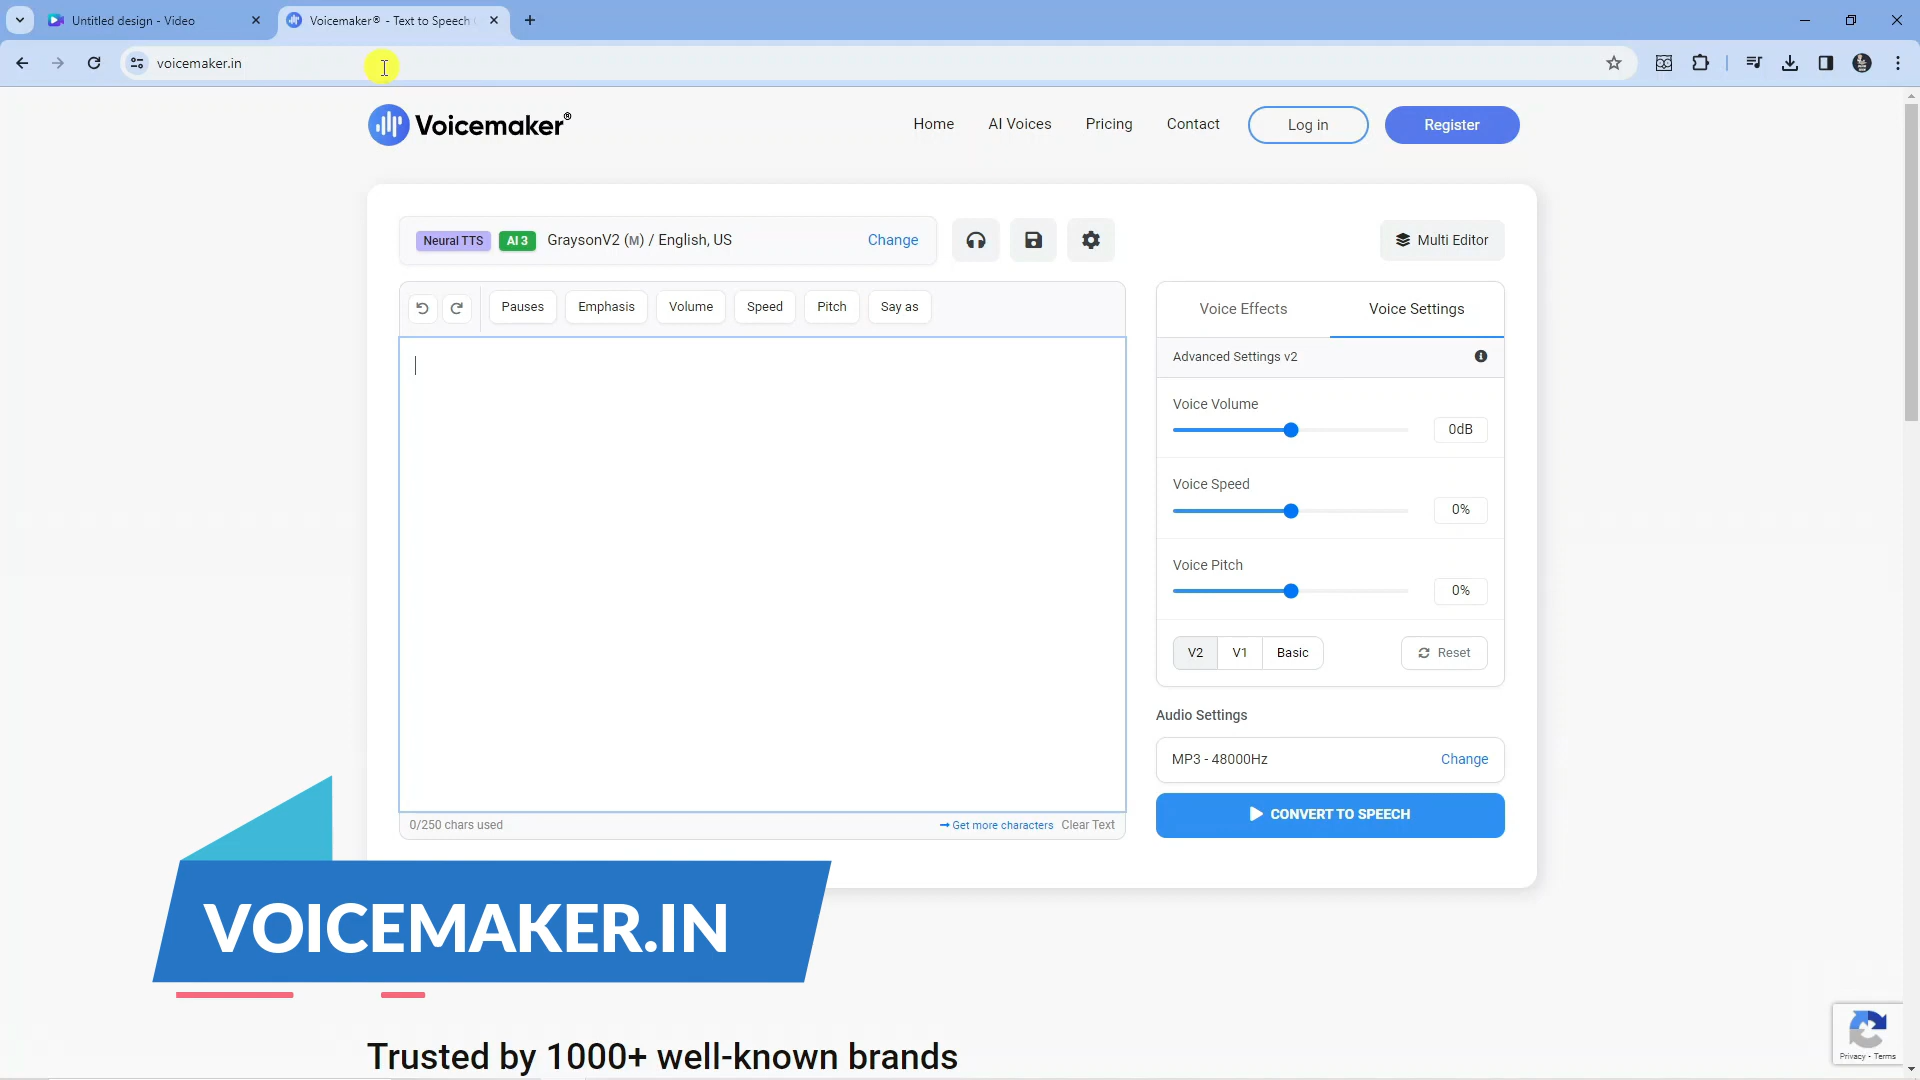 Untitled design - Video
Voicemaker® - Text to Speech
voicemaker.in
Voicemaker®
Home
AI Voices
Pricing
Contact
Log in
Register
Neural TTS
AI 3
GraysonV2 (M) / English, US
Change
Multi Editor
Pauses
Emphasis
Volume
Speed
Pitch
Say as
Voice Effects
Voice Settings
Advanced Settings v2
Voice Volume
0dB
Voice Speed
0%
Voice Pitch
0%
V2
V1
Basic
Reset
Audio Settings
MP3 - 48000Hz
Change
CONVERT TO SPEECH
0/250 chars used
Get more characters
Clear Text
VOICEMAKER.IN
Trusted by 1000+ well-known brands
Privacy - Terms